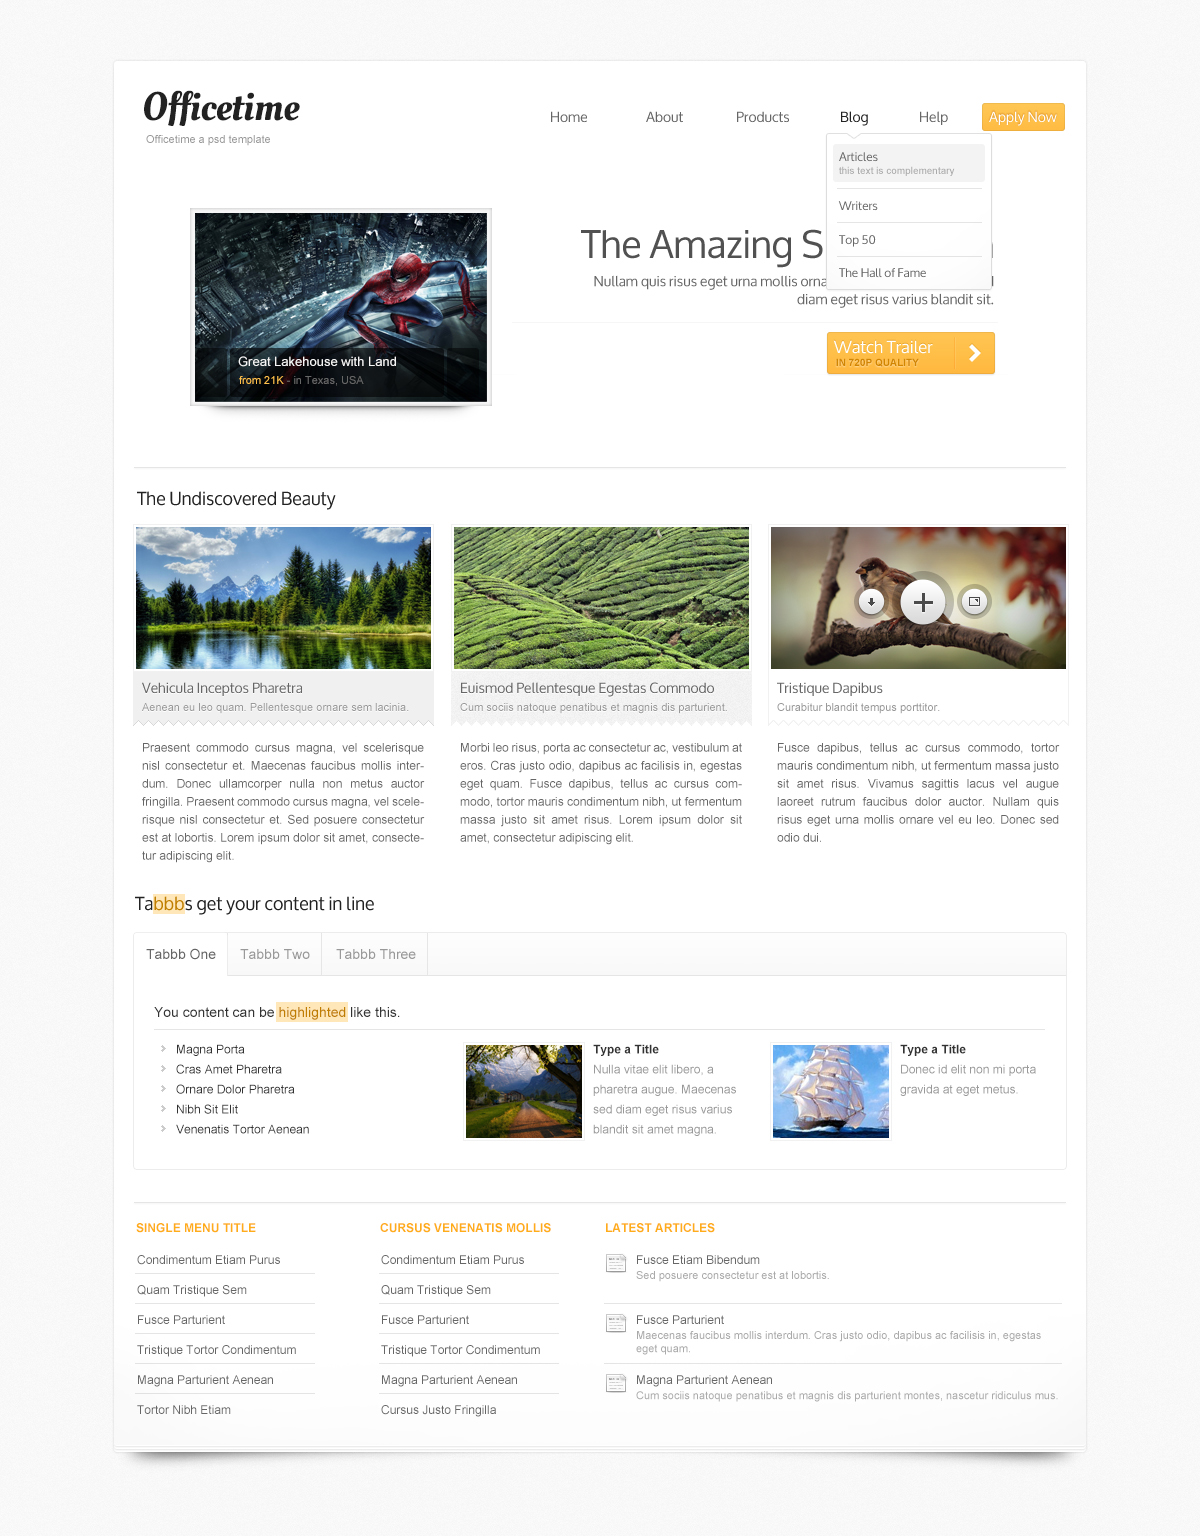 Officetime
Officetime a psd template
Home
About
Products
Blog
Help
Apply Now
Articles
this text is complementary
Writers
Top 50
The Hall of Fame
The Amazing S
Nullam quis risus eget urna mollis
diam eget risus varius blandit sit.
Watch Trailer
IN 720P QUALITY
Great Lakehouse with Land
from 21K - in Texas, USA
The Undiscovered Beauty
Vehicula Inceptos Pharetra
Aenean eu leo quam. Pellentesque ornare sem lacinia.
Praesent commodo cursus magna, vel scelerisque
nisl consectetur et. Maecenas faucibus mollis inter-
dum. Donec ullamcorper nulla non metus auctor
fringilla. Praesent commodo cursus magna, vel scele-
risque nisl consectetur et. Sed posuere consectetur
est at lobortis. Lorem ipsum dolor sit amet, consecte-
tur adipiscing elit.
Euismod Pellentesque Egestas Commodo
Cum sociis natoque penatibus et magnis dis parturient.
Morbi leo risus, porta ac consectetur ac, vestibulum at
eros. Cras justo odio, dapibus ac facilisis in, egestas
eget quam. Fusce dapibus, tellus ac cursus com-
modo, tortor mauris condimentum nibh, ut fermentum
massa justo sit amet risus. Lorem ipsum dolor sit
amet, consectetur adipiscing elit.
Tristique Dapibus
Curabitur blandit tempus porttitor.
Fusce dapibus, tellus ac cursus commodo, tortor
mauris condimentum nibh, ut fermentum massa justo
sit amet risus. Vivamus sagittis lacus vel augue
laoreet rutrum faucibus dolor auctor. Nullam quis
risus eget urna mollis ornare vel eu leo. Donec sed
odio dui.
Tabbbs get your content in line
Tabbb One
Tabbb Two
Tabbb Three
You content can be highlighted like this.
Magna Porta
Cras Amet Pharetra
Ornare Dolor Pharetra
Nibh Sit Elit
Venenatis Tortor Aenean
Type a Title
Nulla vitae elit libero, a
pharetra augue. Maecenas
sed diam eget risus varius
blandit sit amet magna.
Type a Title
Donec id elit non mi porta
gravida at eget metus.
SINGLE MENU TITLE
Condimentum Etiam Purus
Quam Tristique Sem
Fusce Parturient
Tristique Tortor Condimentum
Magna Parturient Aenean
Tortor Nibh Etiam
CURSUS VENENATIS MOLLIS
Condimentum Etiam Purus
Quam Tristique Sem
Fusce Parturient
Tristique Tortor Condimentum
Magna Parturient Aenean
Cursus Justo Fringilla
LATEST ARTICLES
Fusce Etiam Bibendum
Sed posuere consectetur est at lobortis.
Fusce Parturient
Maecenas faucibus mollis interdum. Cras justo odio, dapibus ac facilisis in, egestas
eget quam.
Magna Parturient Aenean
Cum sociis natoque penatibus et magnis dis parturient montes, nascetur ridiculus mus.